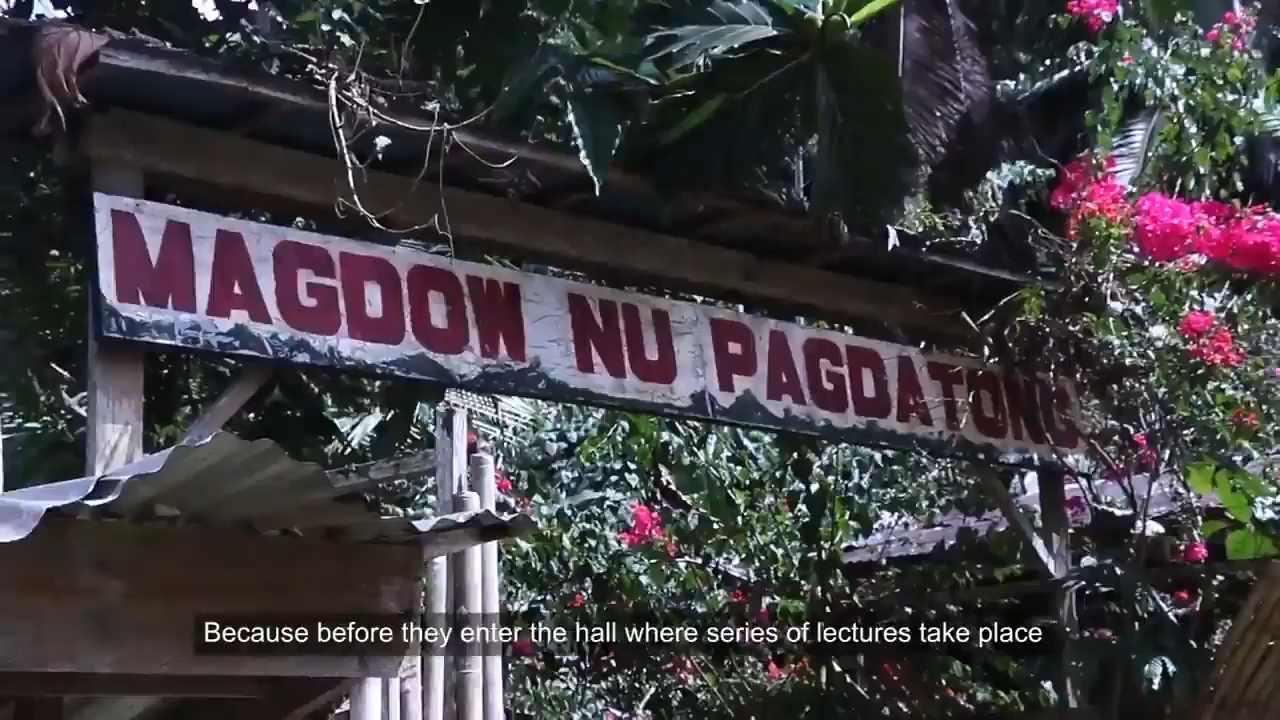 MAGDOW NU PAGDATONG
Because before they enter the hall where series of lectures take place